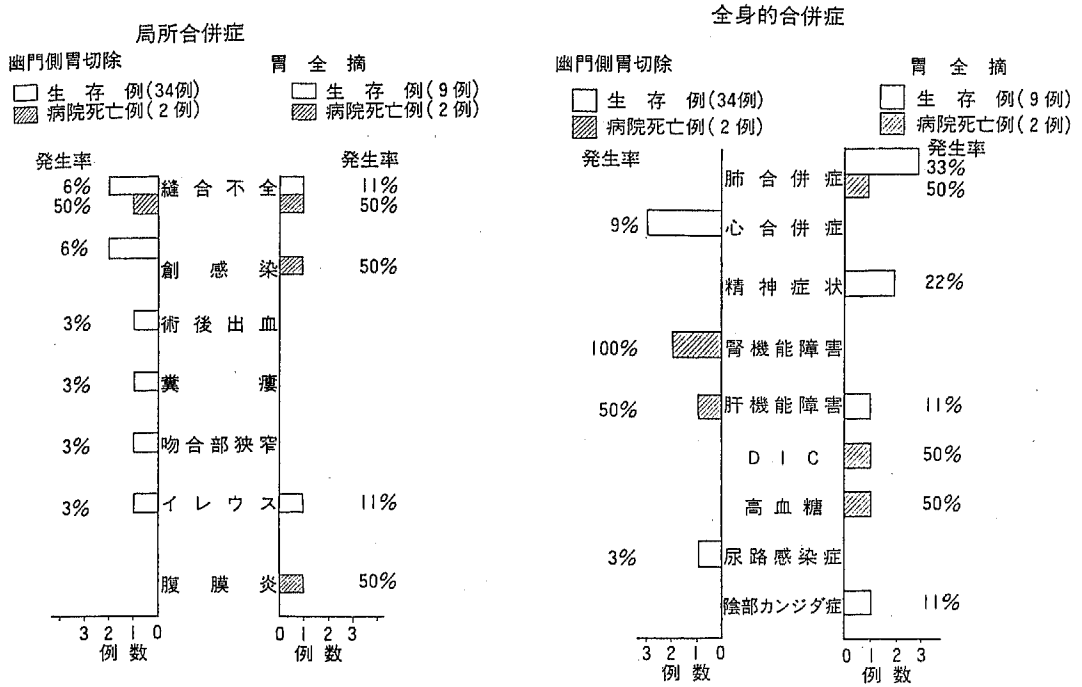 局所合併症
幽門側胃切除 胃全摘
生存例(34例) 生存例(9例)
病院死亡例(2例) 病院死亡例(2例)
発生率 発生率
6% 縫合不全 11%
50% 50%
6%
創感染 50%
3% 術後出血
3% 糞瘻
3% 吻合部狭窄
3% イレウス 11%
腹膜炎 50%
3 2 1 0 0 1 2 3
例数 例数
全身的合併症
幽門側胃切除 胃全摘
生存例(34例) 生存例(9例)
病院死亡例(2例) 病院死亡例(2例)
発生率 発生率
肺合併症 33%
50%
9% 心合併症
精神症状 22%
100% 腎機能障害
50% 肝機能障害 11%
DIC 50%
高血糖 50%
3% 尿路感染症
陰部カンジダ症 11%
3 2 1 0 0 1 2 3
例数 例数